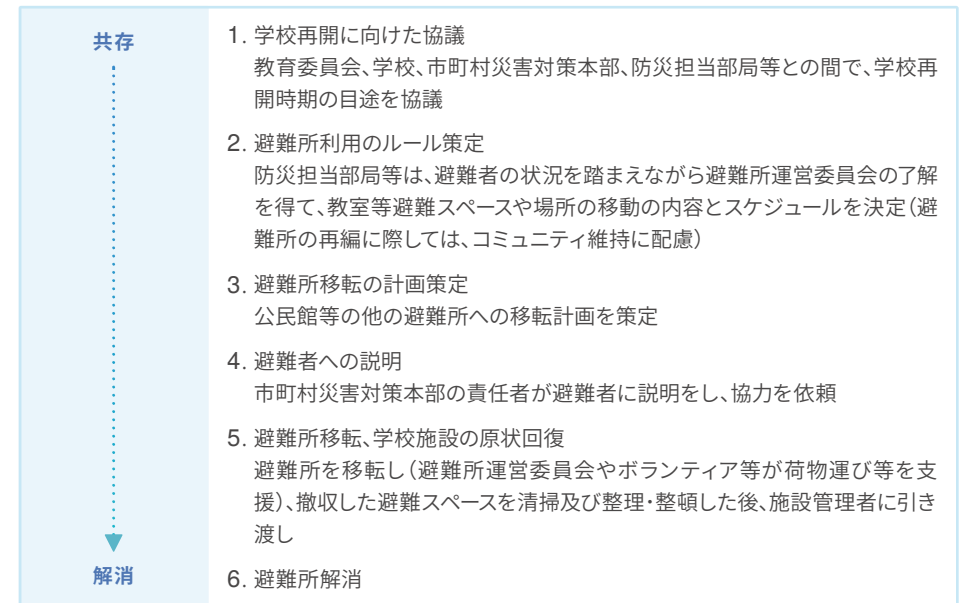 共存
1. 学校再開に向けた協議
教育委員会、学校、市町村災害対策本部、防災担当部局等との間で、学校再
開時期の目途を協議
2. 避難所利用のルール策定
防災担当部局等は、避難者の状況を踏まえながら避難所運営委員会の了解
を得て、教室等避難スペースや場所の移動の内容とスケジュールを決定（避
難所の再編に際しては、コミュニティ維持に配慮）
3. 避難所移転の計画策定
公民館等の他の避難所への移転計画を策定
4. 避難者への説明
市町村災害対策本部の責任者が避難者に説明をし、協力を依頼
5. 避難所移転、学校施設の原状回復
避難所を移転し（避難所運営委員会やボランティア等が荷物運び等を支
援）、撤収した避難スペースを清掃及び整理・整頓した後、施設管理者に引き
渡し
解消
6. 避難所解消